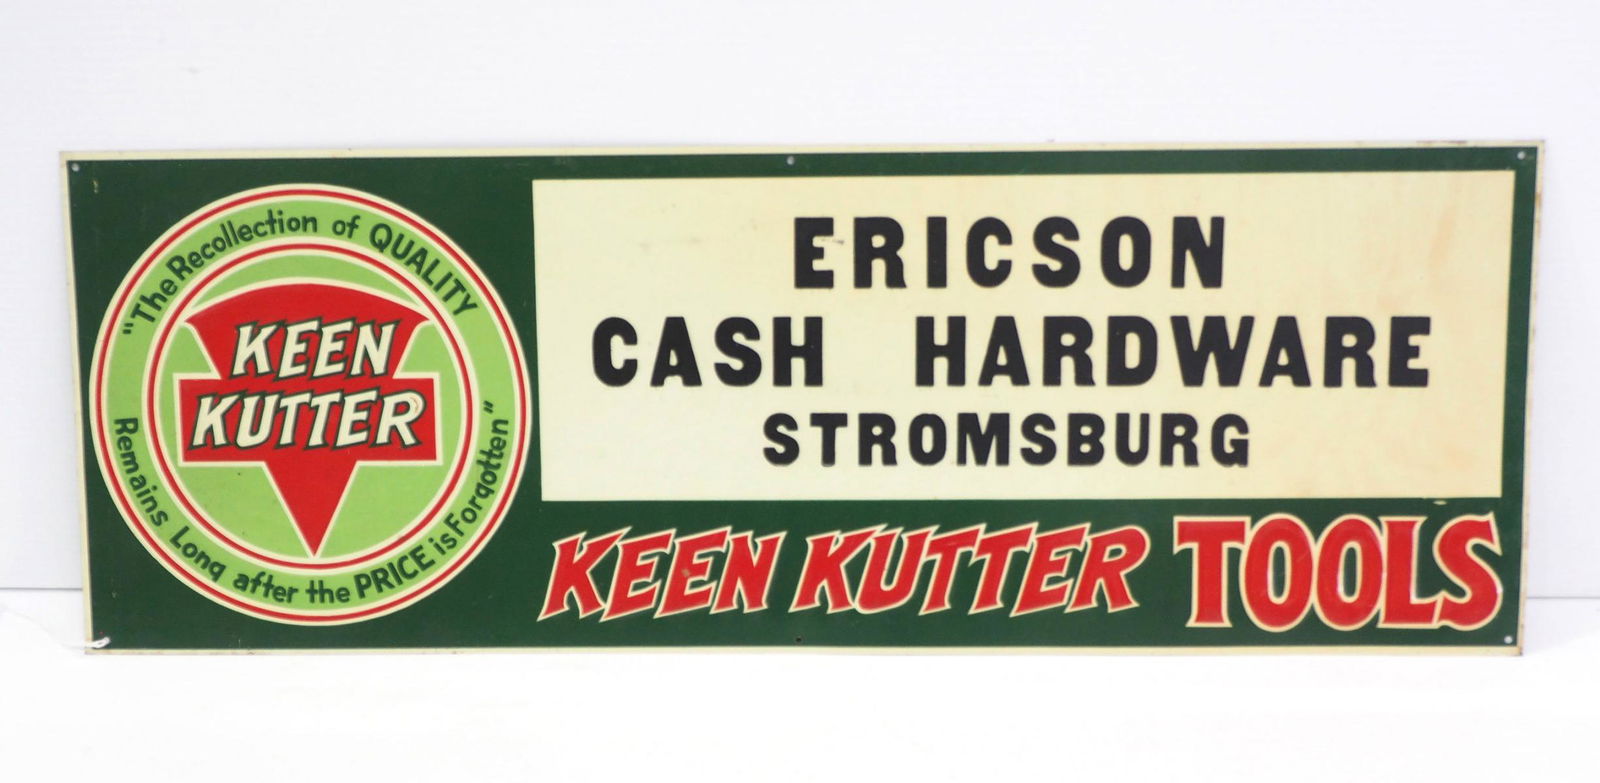 "The Recollection of QUALITY
Remains Long after the PRICE is Forgotten"
KEEN
KUTTER
ERICSON
CASH HARDWARE
STROMSBURG
KEEN KUTTER TOOLS